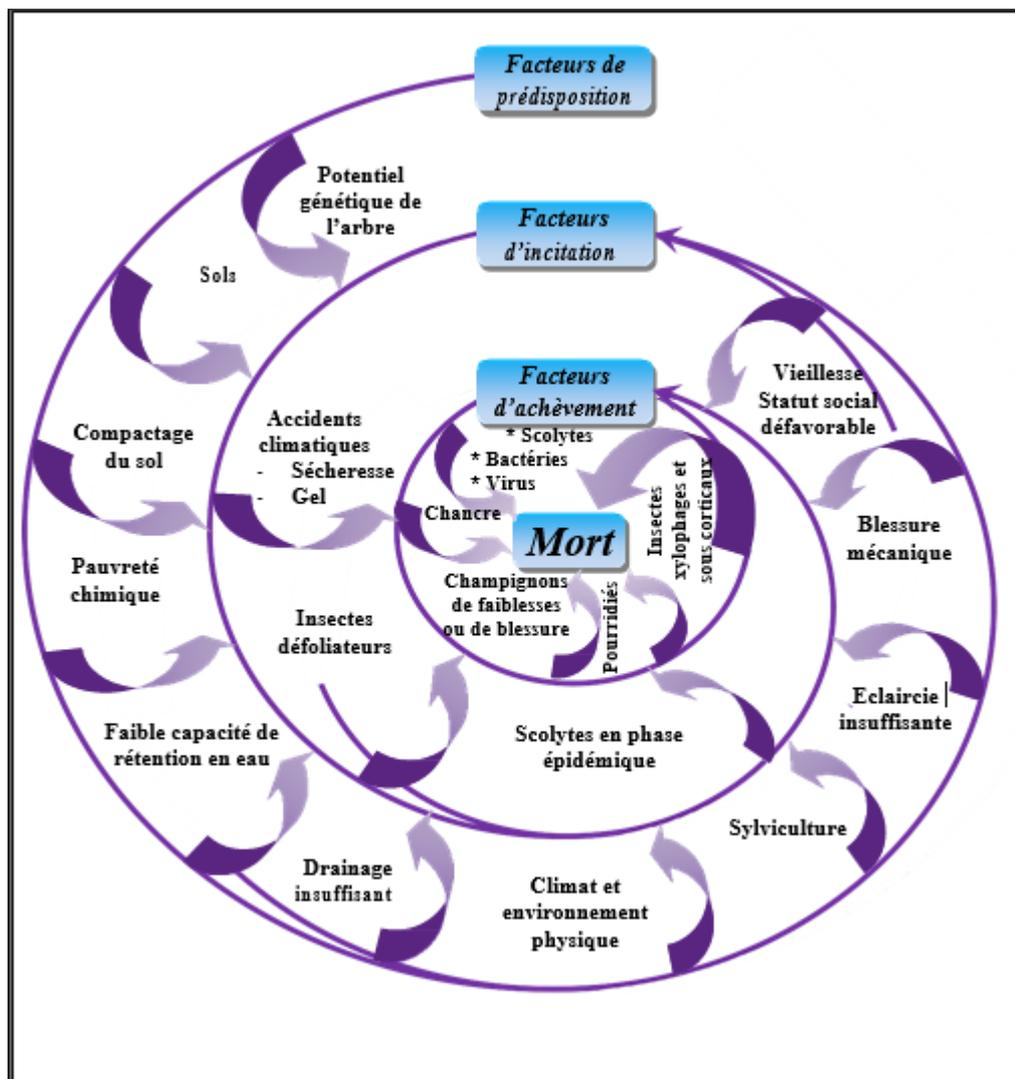 Facteurs de
prédisposition
Potentiel
génétique de
l'arbre
Sols
Compactage
du sol
Pauvreté
chimique
Faible capacité de
rétention en eau
Drainage
insuffisant
Climat et
environnement
physique
Sylviculture
Eclaircie
insuffisante
Blessure
mécanique
Vieillesse
Statut social
défavorable
Facteurs
d'incitation
Accidents
climatiques
- Sécheresse
- Gel
Insectes
défoliateurs
Scolytes en phase
épidémique
Facteurs
d'achèvement
* Scolytes
* Bactéries
* Virus
Chancre
Champignons
de faiblesses
ou de blessure
Pourridiés
Insectes
xylophages et
sous corticaux
Mort